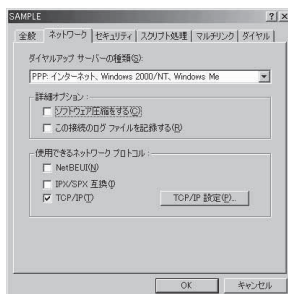 SAMPLE
全般 ネットワーク セキュリティ スクリプト処理 マルチリンク ダイヤル
ダイヤルアップ サーバーの種類(S):
PPP: インターネット、Windows 2000/NT、Windows Me
詳細オプション:
ソフトウェア圧縮をする(C)
この接続のログ ファイルを記録する(R)
使用できるネットワーク プロトコル:
NetBEUI(N)
IPX/SPX 互換(I)
TCP/IP(T)
TCP/IP 設定(P)...
OK キャンセル